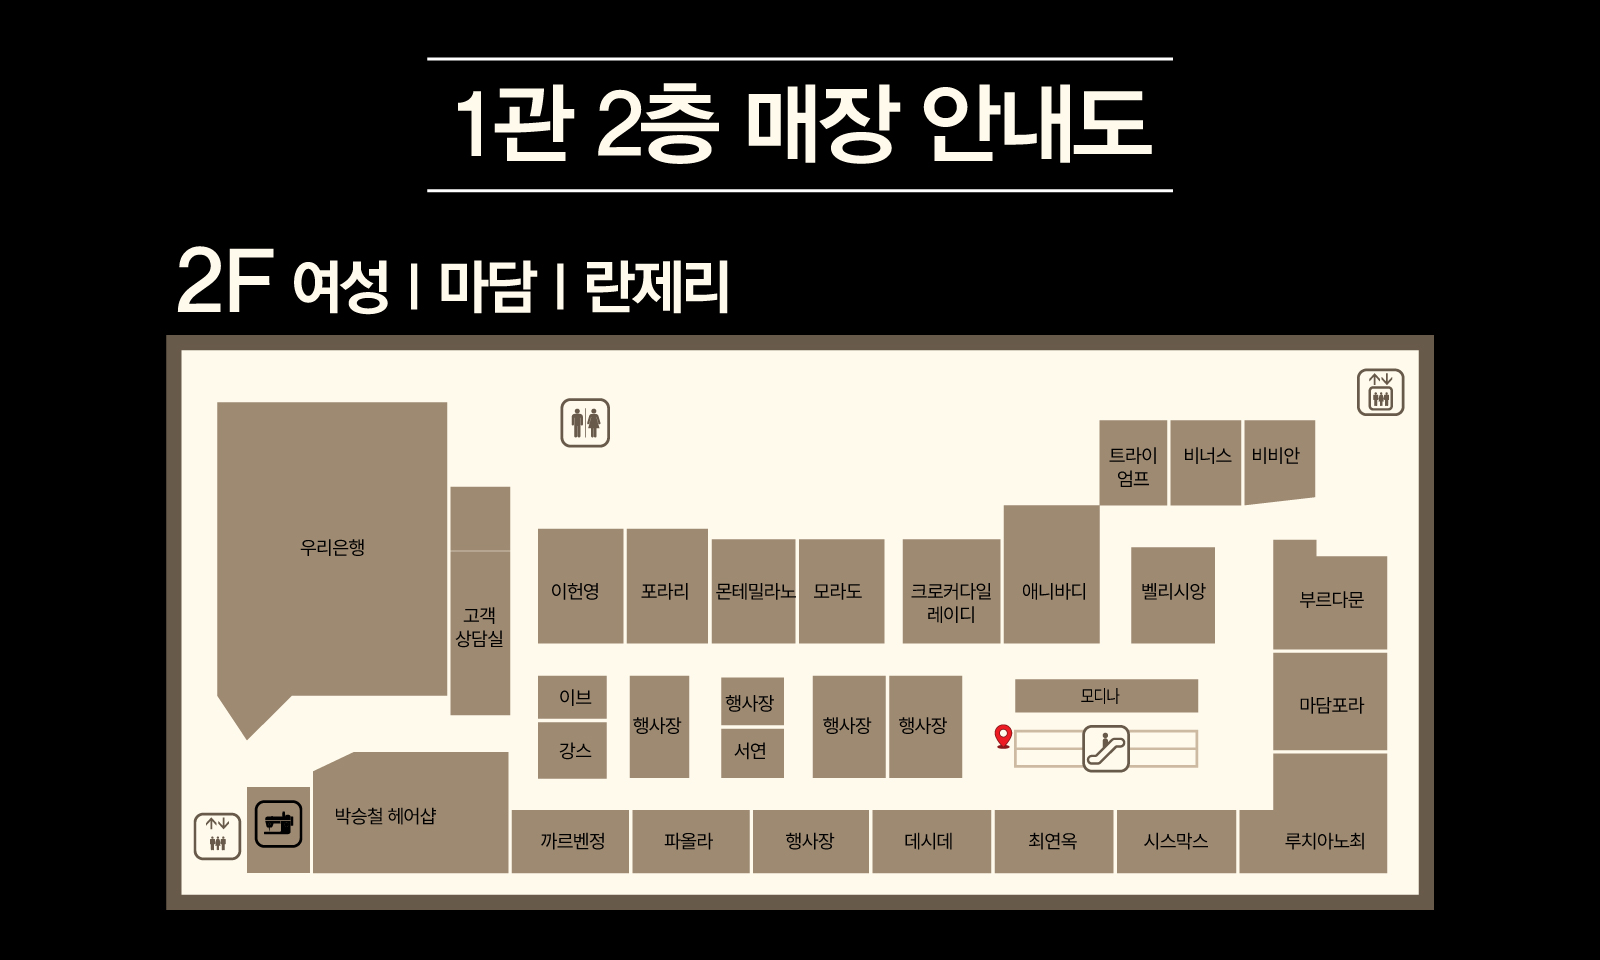 1관 2층 매장 안내도
2F 여성 | 마담 | 란제리
트라이
엄프
비너스
비비안
우리은행
고객
상담실
이헌영
포라리
몬테밀라노
모라도
크로커다일
레이디
애니바디
벨리시앙
부르다문
이브
강스
행사장
행사장
서연
행사장
행사장
모디나
마담포라
박승철 헤어샵
까르벤정
파올라
행사장
데시데
최연옥
시스막스
루치아노최